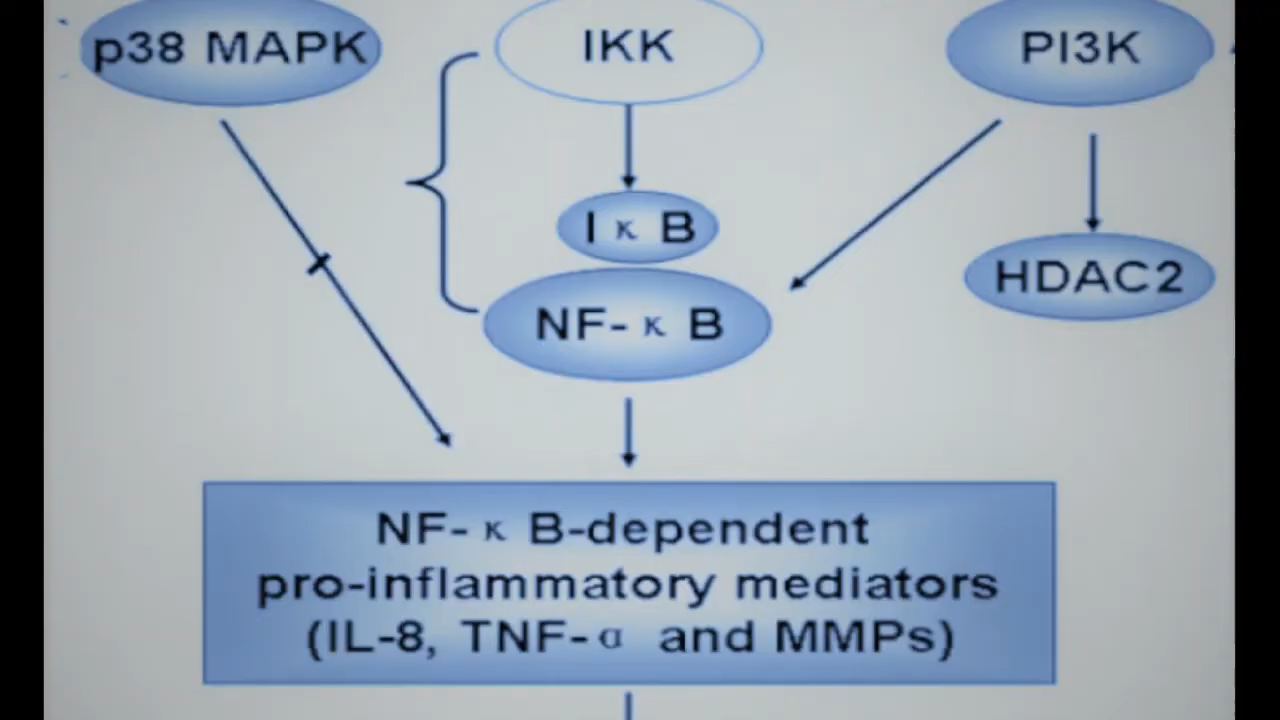 p38 MAPK
IKK
PI3K
I κ B
HDAC2
NF- κ B
NF- κ B-dependent
pro-inflammatory mediators
(IL-8, TNF- α and MMPs)